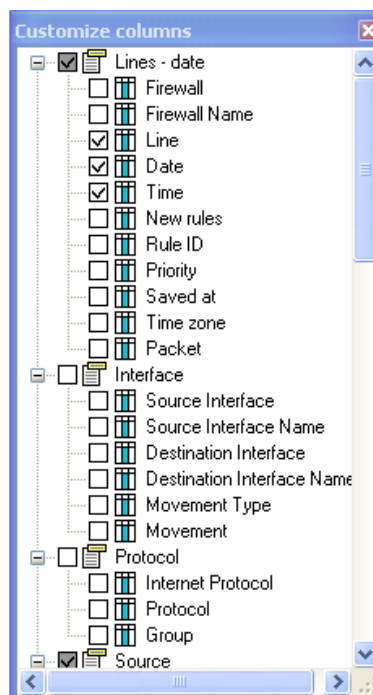 Customize columns
Lines - date
Firewall
Firewall Name
Line
Date
Time
New rules
Rule ID
Priority
Saved at
Time zone
Packet
Interface
Source Interface
Source Interface Name
Destination Interface
Destination Interface Name
Movement Type
Movement
Protocol
Internet Protocol
Protocol
Group
Source